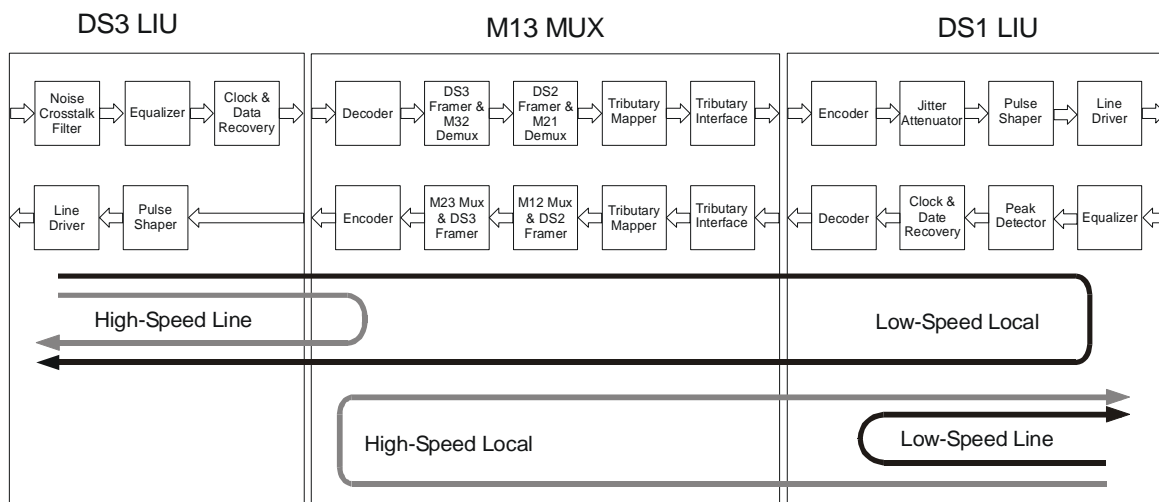 DS3 LIU
M13 MUX
DS1 LIU
Noise
Crosstalk
Filter
Equalizer
Clock &
Data
Recovery
Decoder
DS3
Framer &
M32
Demux
DS2
Framer &
M21
Demux
Tributary
Mapper
Tributary
Interface
Encoder
Jitter
Attenuator
Pulse
Shaper
Line
Driver
Line
Driver
Pulse
Shaper
Encoder
M23 Mux
& DS3
Framer
M12 Mux
& DS2
Framer
Tributary
Mapper
Tributary
Interface
Decoder
Clock &
Date
Recovery
Peak
Detector
Equalizer
High-Speed Line
Low-Speed Local
High-Speed Local
Low-Speed Line